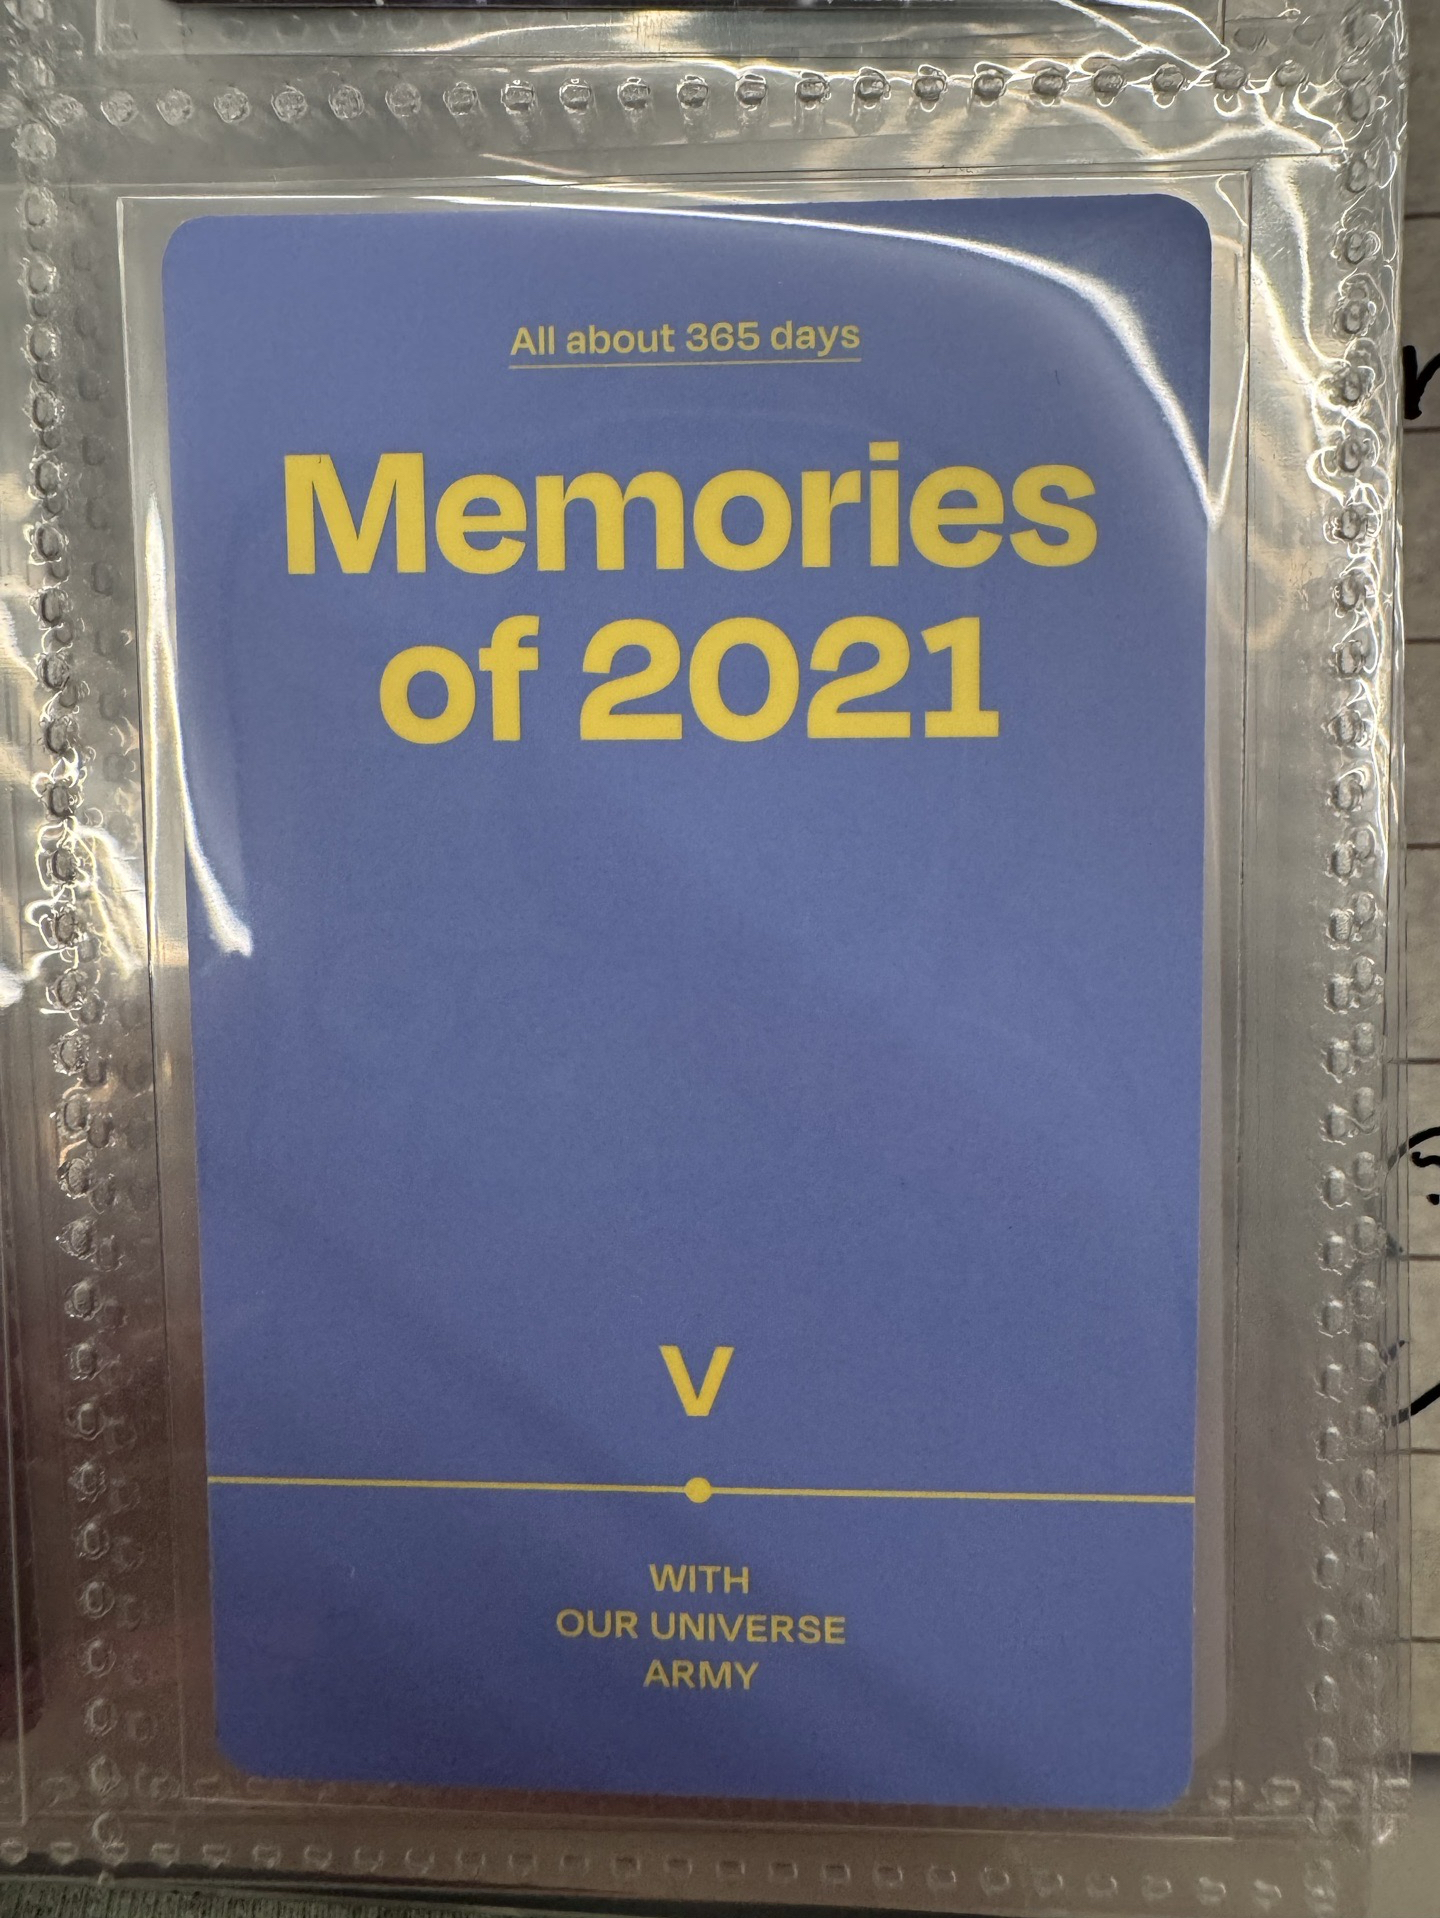 All about 365 days
Memories
of 2021
V
WITH
OUR UNIVERSE
ARMY